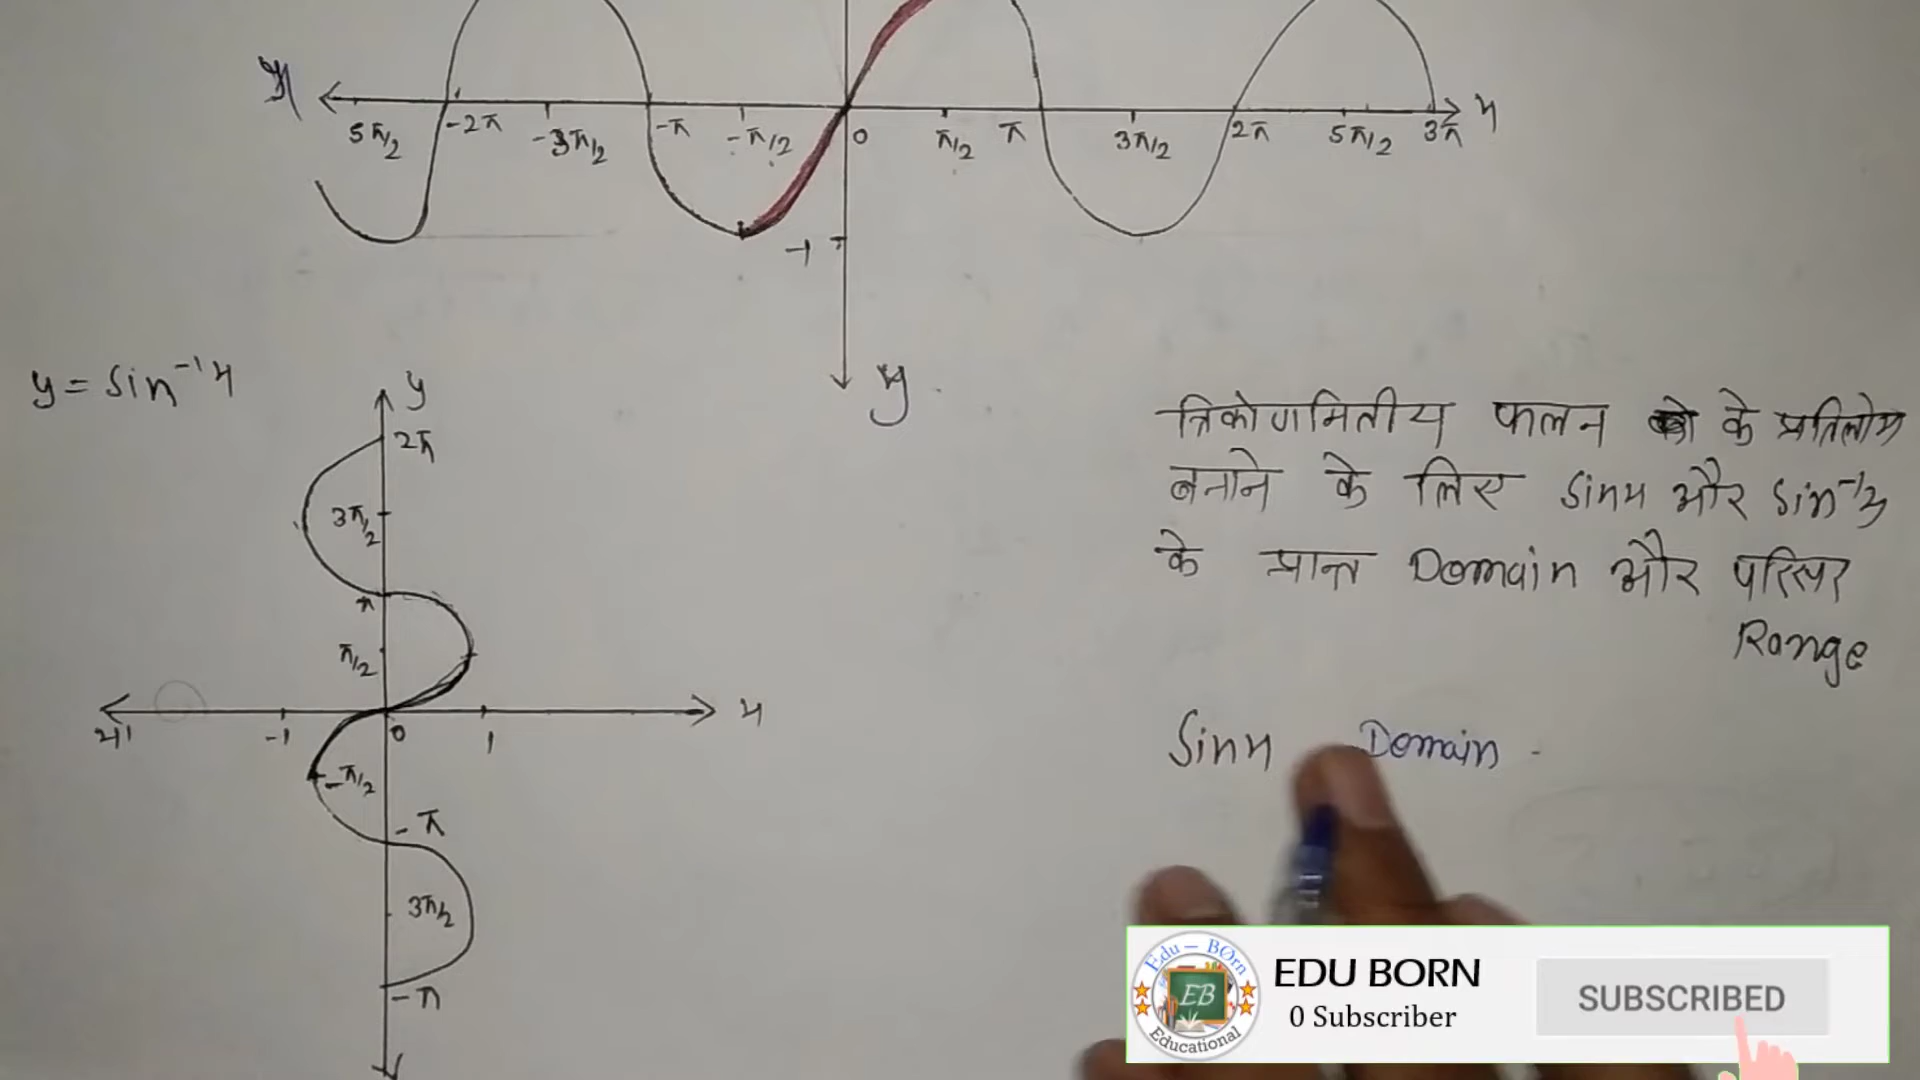 5π/2 -2π -3π/2 -π -π/2 0 π/2 π 3π/2 2π 5π/2 3π x
-1
y
y = sin⁻¹x
y
2π
3π/2
π
π/2
x' -1 0 1 x
-π/2
-π
3π/2
-π
त्रिकोणमितीय फलन के प्रतिलोम
बनाने के लिए sinx और sin⁻¹x
के प्रान्त Domain और परिसर
Range
Sinx Domain -
Edu – BØrn
EB
Educational
EDU BORN
0 Subscriber
SUBSCRIBED